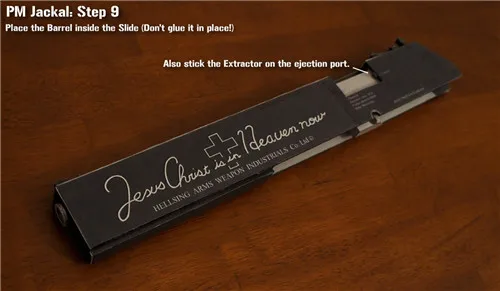 PM Jackal: Step 9
Place the Barrel inside the Slide (Don't glue it in place!)
Also stick the Extractor on the ejection port.
Jesus Christ is in Heaven now
HELLSING ARMS WEAPON INDUSTRIALS Co. Ltd.